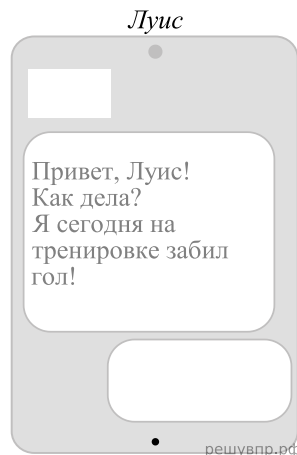 Луис
Привет, Луис!
Как дела?
Я сегодня на
тренировке забил
гол!
решувпр.рф